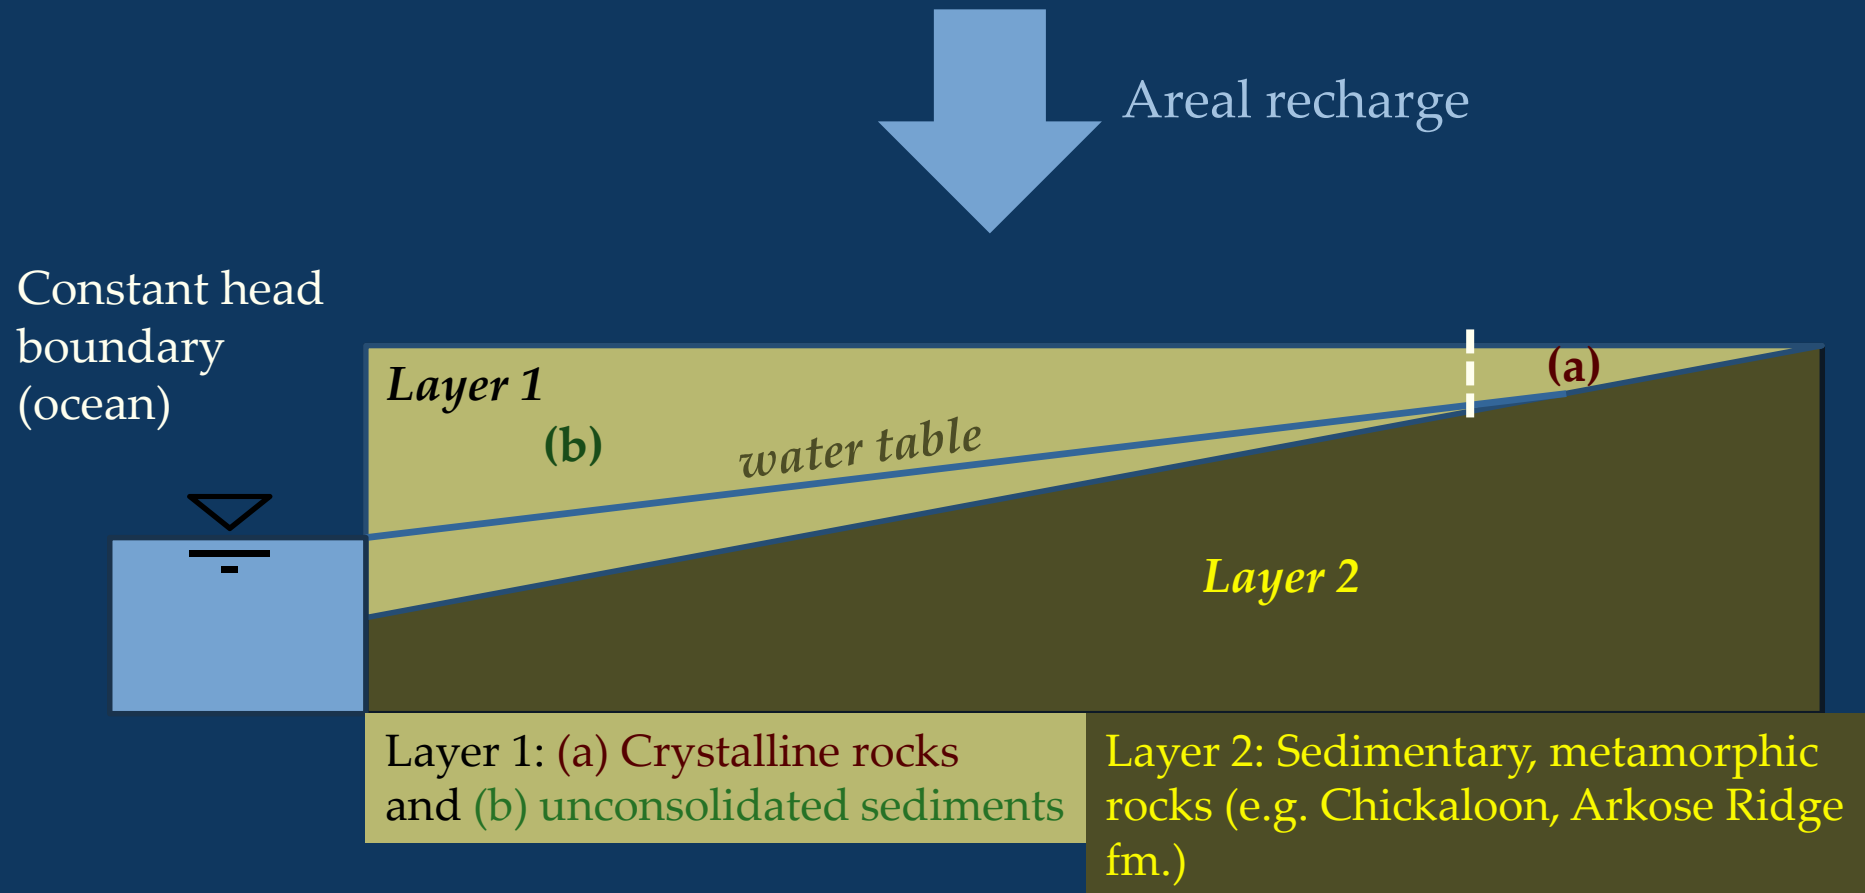 Areal recharge
Constant head
boundary
(ocean)
Layer 1
(a)
(b)
water table
Layer 2
Layer 1: (a) Crystalline rocks
and (b) unconsolidated sediments
Layer 2: Sedimentary, metamorphic
rocks (e.g. Chickaloon, Arkose Ridge
fm.)